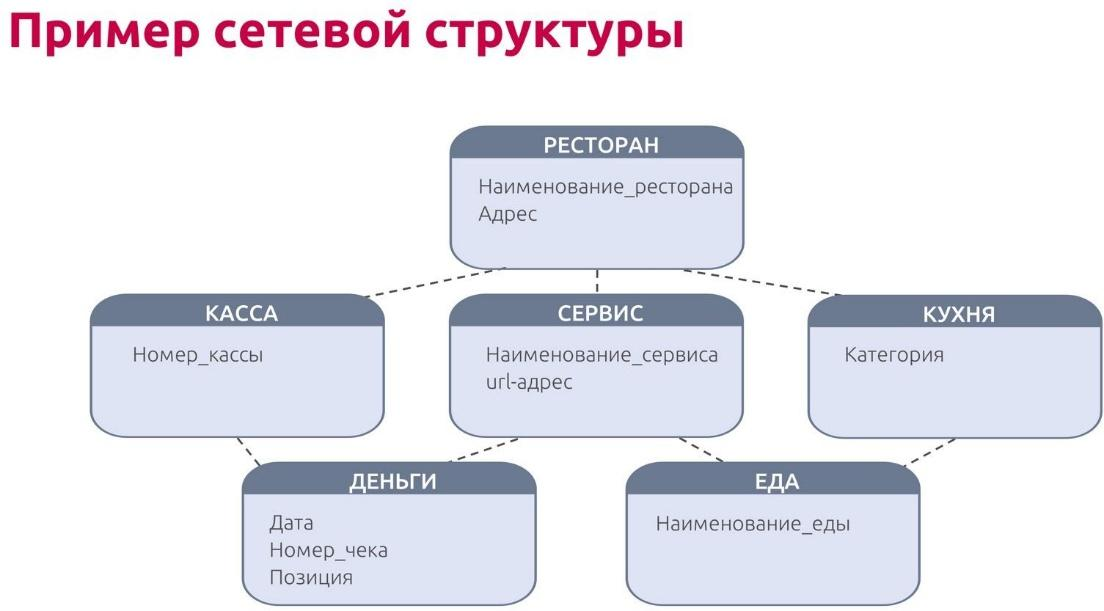 Пример сетевой структуры
РЕСТОРАН
Наименование_ресторана
Адрес
КАССА
Номер_кассы
СЕРВИС
Наименование_сервиса
url-адрес
КУХНЯ
Категория
ДЕНЬГИ
Дата
Номер_чека
Позиция
ЕДА
Наименование_еды